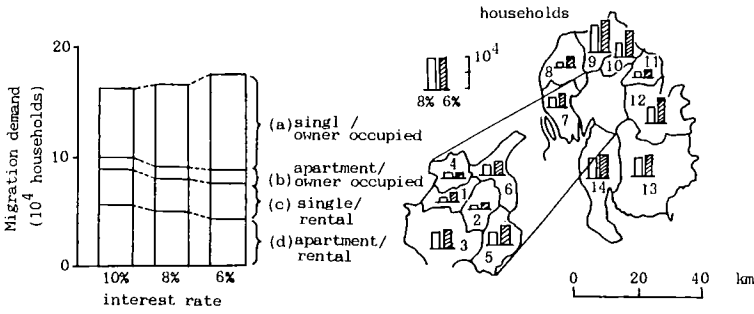 20
10
0
Migration demand
(10⁴ households)
10% 8% 6%
interest rate
(a) singl /
owner occupied
apartment/
(b) owner occupied
(c) single/
rental
(d) apartment/
rental
households
10⁴
8% 6%
8
9
10
11
7
12
14
13
4
6
1
2
3
5
0 20 40 km